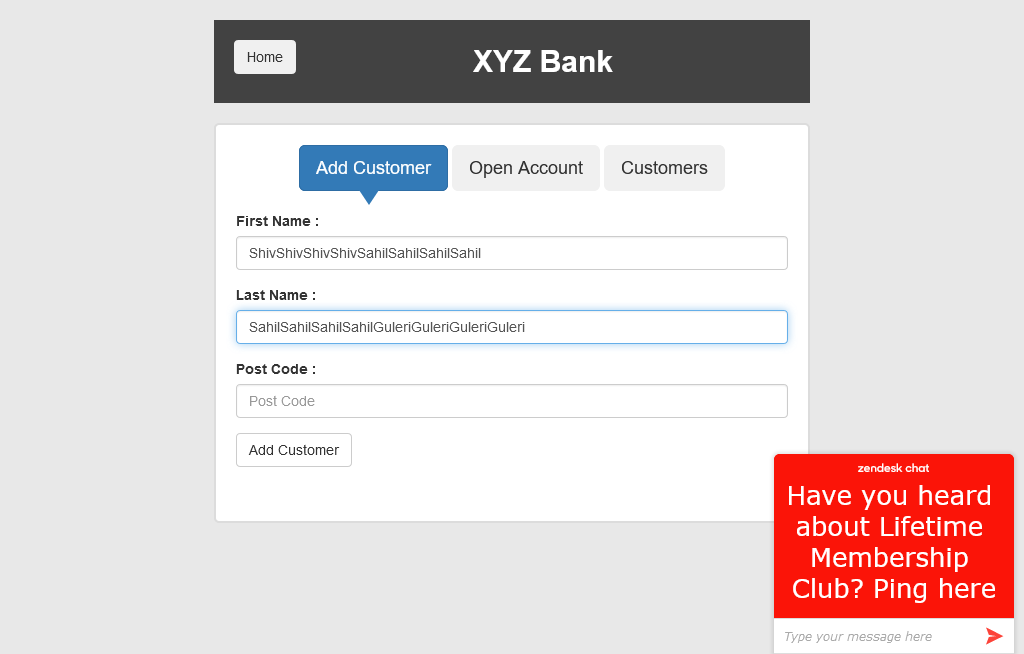 Home
XYZ Bank
Add Customer
Open Account
Customers
First Name :
ShivShivShivShivSahilSahilSahilSahil
Last Name :
SahilSahilSahilSahilGuleriGuleriGuleriGuleri
Post Code :
Post Code
Add Customer
zendesk chat
Have you heard
about Lifetime
Membership
Club? Ping here
Type your message here